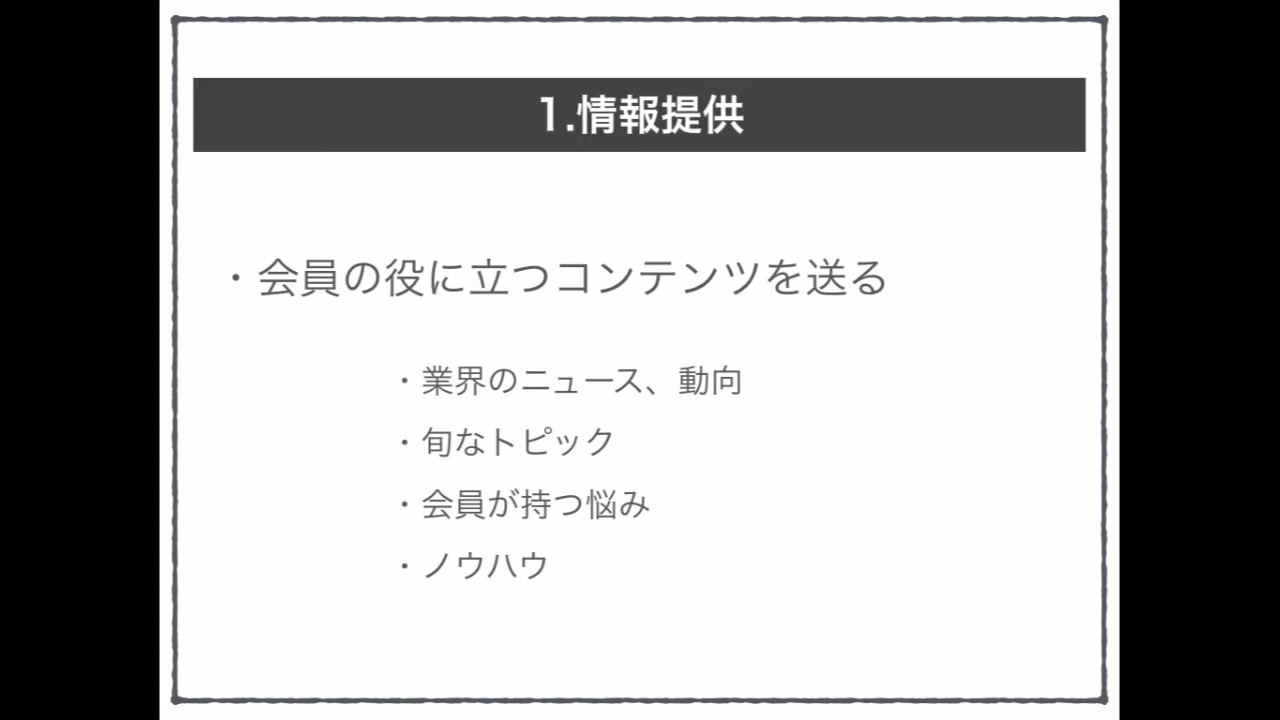 1.情報提供
・会員の役に立つコンテンツを送る
・業界のニュース、動向
・旬なトピック
・会員が持つ悩み
・ノウハウ